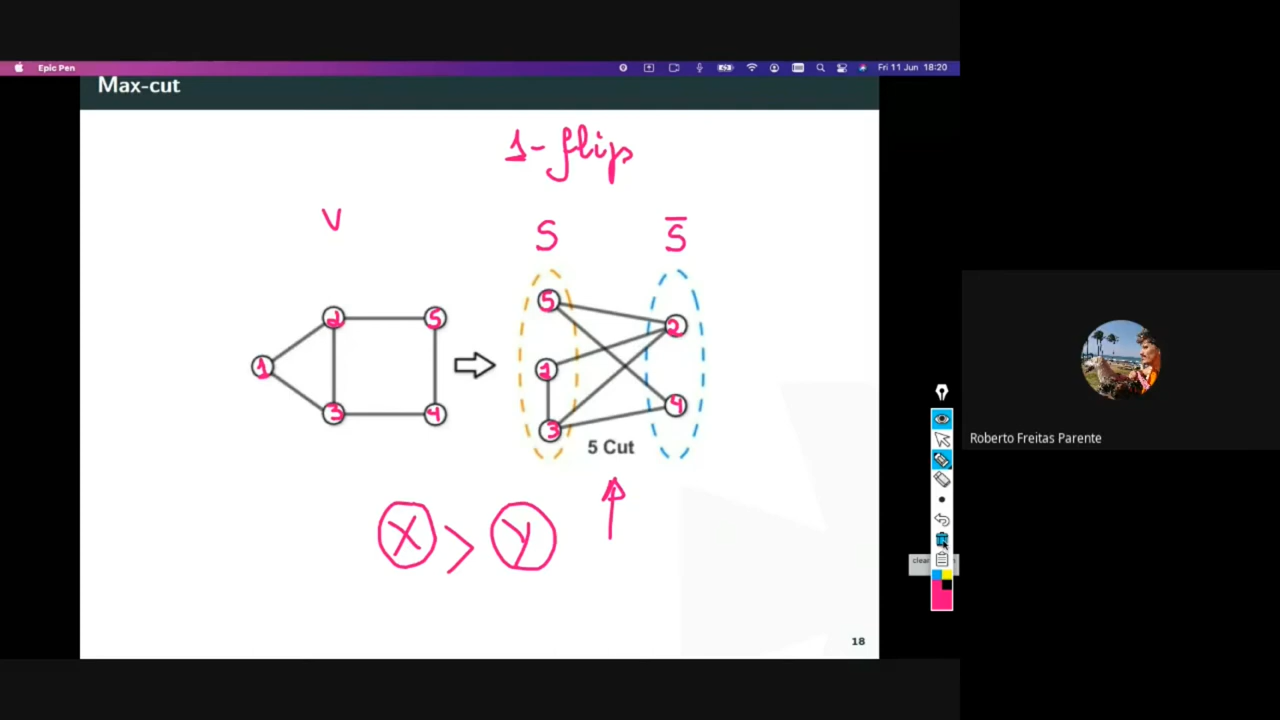 Epic Pen
Fri 11 Jun 18:20
Max-cut
1-flip
V
S
S̅
2
5
1
3
4
5
1
3
2
4
5 Cut
X > y
18
clear
Roberto Freitas Parente